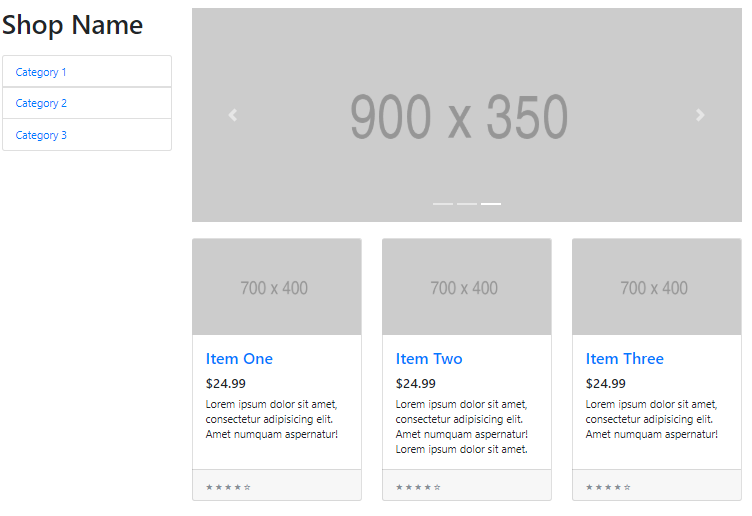 Shop Name
Category 1
Category 2
Category 3
900 x 350
700 x 400
Item One
$24.99
Lorem ipsum dolor sit amet,
consectetur adipisicing elit.
Amet numquam aspernatur!
★ ★ ★ ★ ☆
700 x 400
Item Two
$24.99
Lorem ipsum dolor sit amet,
consectetur adipisicing elit.
Amet numquam aspernatur!
Lorem ipsum dolor sit amet.
★ ★ ★ ★ ☆
700 x 400
Item Three
$24.99
Lorem ipsum dolor sit amet,
consectetur adipisicing elit.
Amet numquam aspernatur!
★ ★ ★ ★ ☆